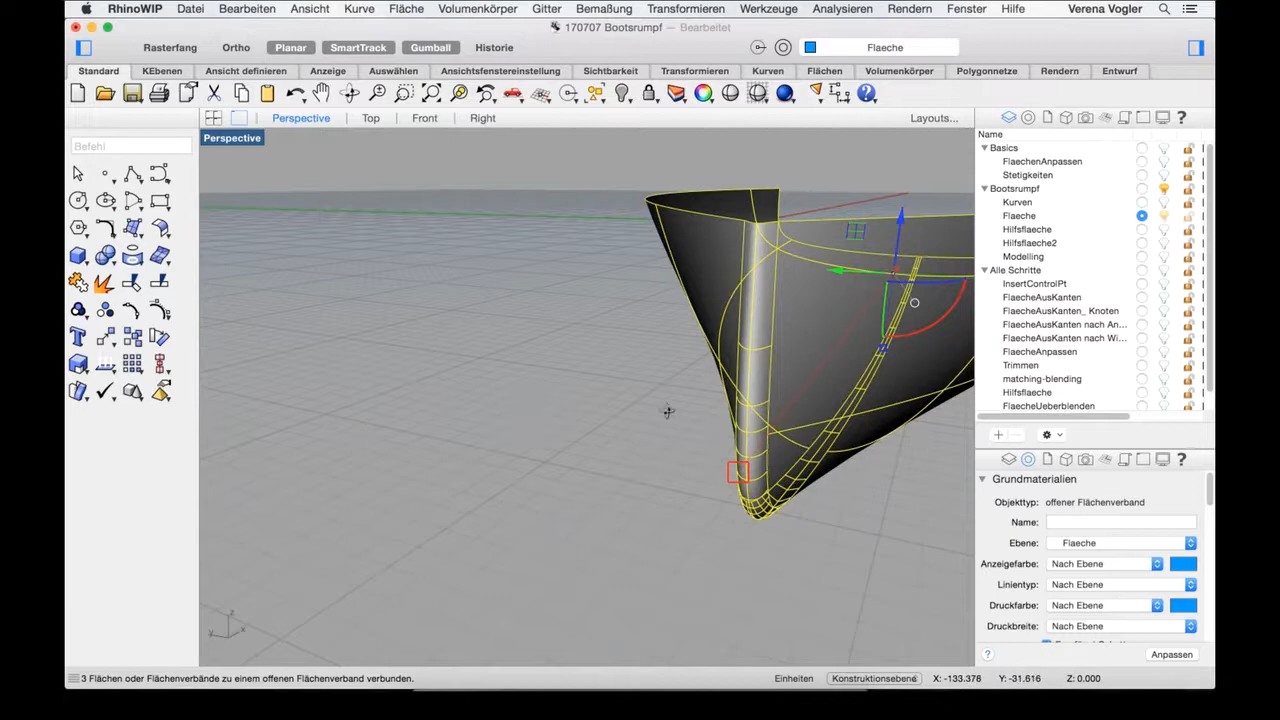 RhinoWIP Datei Bearbeiten Ansicht Kurve Fläche Volumenkörper Gitter Bemaßung Transformieren Werkzeuge Analysieren Rendern Fenster Hilfe Verena Vogler
170707 Bootsrumpf — Bearbeitet
Rasterfang Ortho Planar SmartTrack Gumball Historie Flaeche
Standard KEbenen Ansicht definieren Anzeige Auswählen Ansichtsfenstereinstellung Sichtbarkeit Transformieren Kurven Flächen Volumenkörper Polygonnetze Rendern Entwurf
Perspective Top Front Right Layouts...
Perspective
Befehl
Name
Basics
FlaechenAnpassen
Stetigkeiten
Bootsrumpf
Kurven
Flaeche
Hilfsflaeche
Hilfsflaeche2
Modelling
Alle Schritte
InsertControlPt
FlaecheAusKanten
FlaecheAusKanten_ Knoten
FlaecheAusKanten nach An...
FlaecheAusKanten nach Wi...
FlaecheAnpassen
Trimmen
matching-blending
Hilfsflaeche
FlaecheUeberblenden
Grundmaterialien
Objekttyp: offener Flächenverband
Name:
Ebene: Flaeche
Anzeigefarbe: Nach Ebene
Linientyp: Nach Ebene
Druckfarbe: Nach Ebene
Druckbreite: Nach Ebene
Anpassen
z
y x
3 Flächen oder Flächenverbände zu einem offenen Flächenverband verbunden. Einheiten Konstruktionsebene X: -133.378 Y: -31.616 Z: 0.000